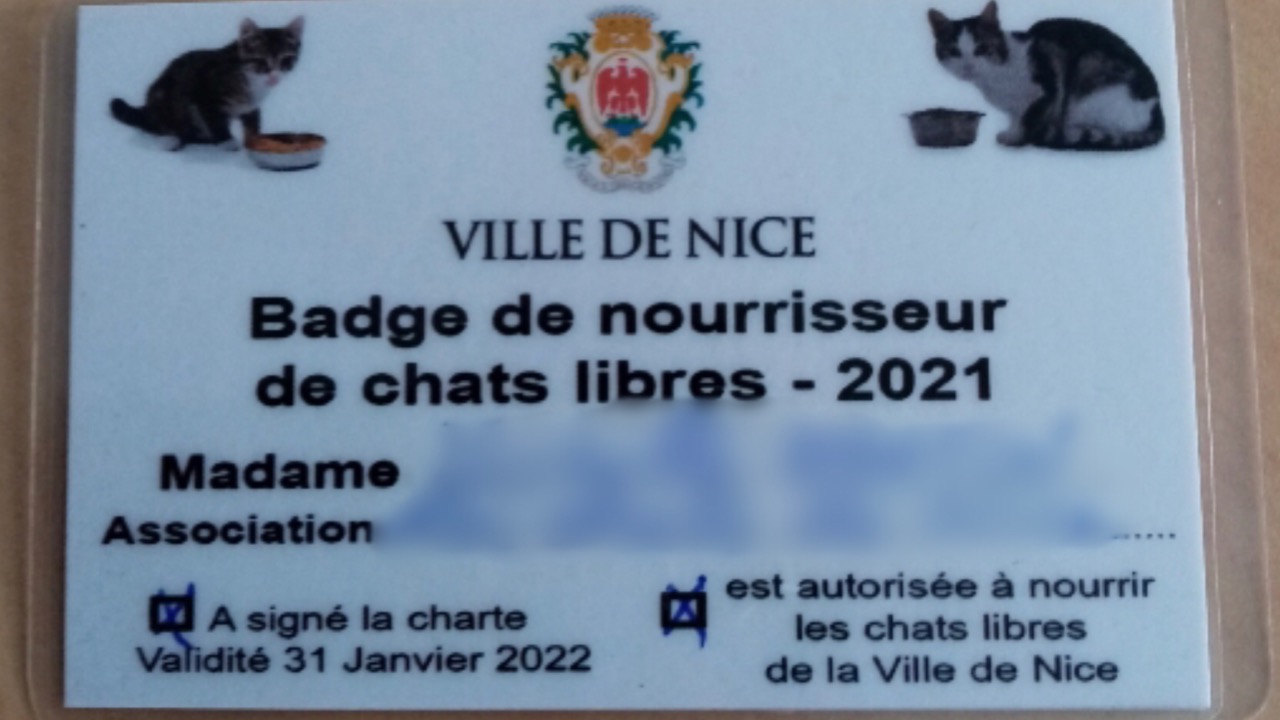 VILLE DE NICE
Badge de nourrisseur
de chats libres - 2021
Madame
Association
A signé la charte
Validité 31 Janvier 2022
est autorisée à nourrir
les chats libres
de la Ville de Nice